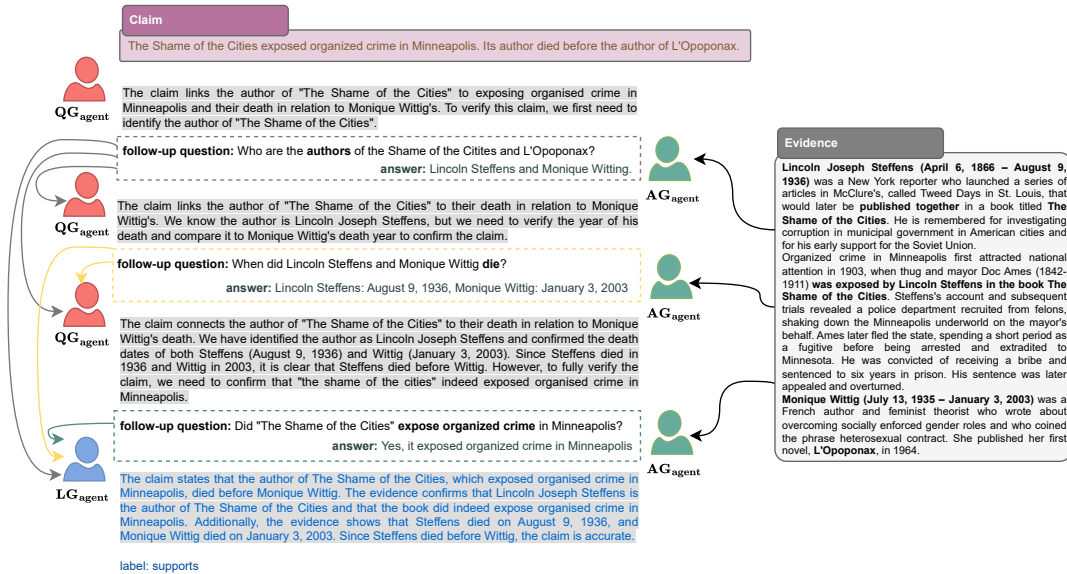 Claim
The Shame of the Cities exposed organized crime in Minneapolis. Its author died before the author of L'Opoponax.
QGagent
The claim links the author of "The Shame of the Cities" to exposing organised crime in
Minneapolis and their death in relation to Monique Wittig's. To verify this claim, we first need to
identify the author of "The Shame of the Cities".
follow-up question: Who are the authors of the Shame of the Citites and L'Opoponax?
answer: Lincoln Steffens and Monique Witting.
AGagent
QGagent
The claim links the author of "The Shame of the Cities" to their death in relation to Monique
Wittig's. We know the author is Lincoln Joseph Steffens, but we need to verify the year of his
death and compare it to Monique Wittig's death year to confirm the claim.
follow-up question: When did Lincoln Steffens and Monique Wittig die?
answer: Lincoln Steffens: August 9, 1936, Monique Wittig: January 3, 2003
AGagent
QGagent
The claim connects the author of "The Shame of the Cities" to their death in relation to Monique
Wittig's death. We have identified the author as Lincoln Joseph Steffens and confirmed the death
dates of both Steffens (August 9, 1936) and Wittig (January 3, 2003). Since Steffens died in
1936 and Wittig in 2003, it is clear that Steffens died before Wittig. However, to fully verify the
claim, we need to confirm that "the shame of the cities" indeed exposed organised crime in
Minneapolis.
follow-up question: Did "The Shame of the Cities" expose organized crime in Minneapolis?
answer: Yes, it exposed organized crime in Minneapolis
AGagent
LGagent
The claim states that the author of The Shame of the Cities, which exposed organised crime in
Minneapolis, died before Monique Wittig. The evidence confirms that Lincoln Joseph Steffens is
the author of The Shame of the Cities and that the book did indeed expose organised crime in
Minneapolis. Additionally, the evidence shows that Steffens died on August 9, 1936, and
Monique Wittig died on January 3, 2003. Since Steffens died before Wittig, the claim is accurate.
label: supports
Evidence
Lincoln Joseph Steffens (April 6, 1866 – August 9,
1936) was a New York reporter who launched a series of
articles in McClure's, called Tweed Days in St. Louis, that
would later be published together in a book titled The
Shame of the Cities. He is remembered for investigating
corruption in municipal government in American cities and
for his early support for the Soviet Union.
Organized crime in Minneapolis first attracted national
attention in 1903, when thug and mayor Doc Ames (1842-
1911) was exposed by Lincoln Steffens in the book The
Shame of the Cities. Steffens's account and subsequent
trials revealed a police department recruited from felons,
shaking down the Minneapolis underworld on the mayor's
behalf. Ames later fled the state, spending a short period as
a fugitive before being arrested and extradited to
Minnesota. He was convicted of receiving a bribe and
sentenced to six years in prison. His sentence was later
appealed and overturned.
Monique Wittig (July 13, 1935 – January 3, 2003) was a
French author and feminist theorist who wrote about
overcoming socially enforced gender roles and who coined
the phrase heterosexual contract. She published her first
novel, L'Opoponax, in 1964.